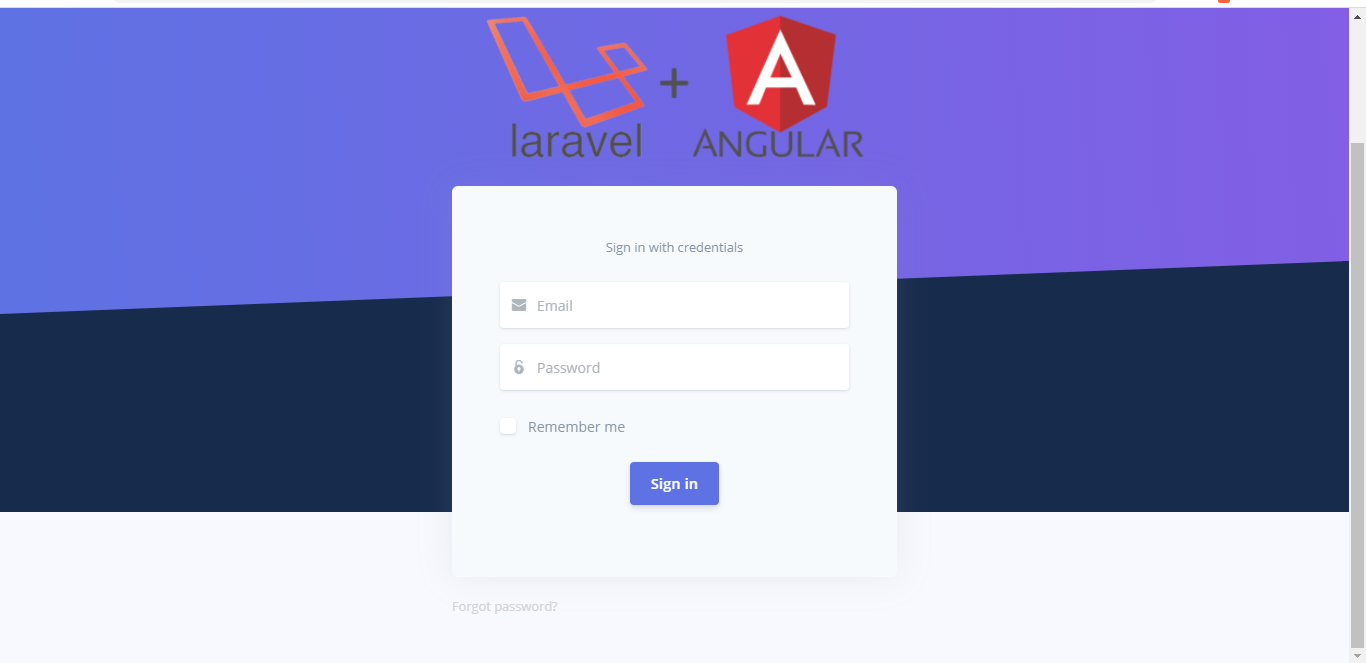 laravel + ANGULAR
Sign in with credentials
Email
Password
Remember me
Sign in
Forgot password?